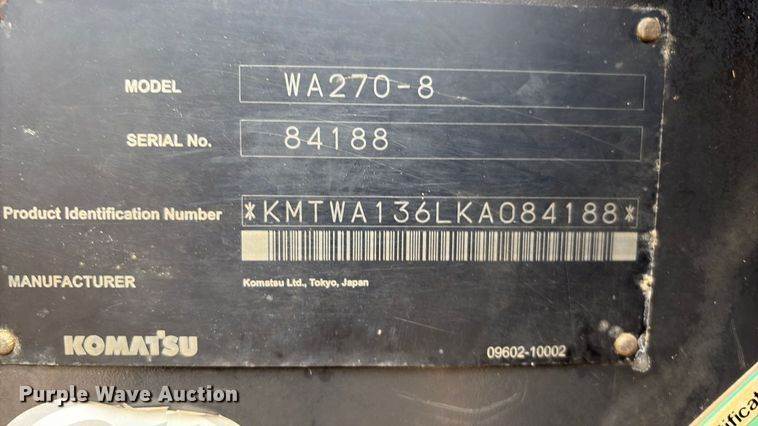 MODEL WA270-8
SERIAL No. 84188
Product Identification Number *KMTWA136LKA084188*
MANUFACTURER Komatsu Ltd., Tokyo, Japan
KOMATSU 09602-10002
Purple Wave Auction